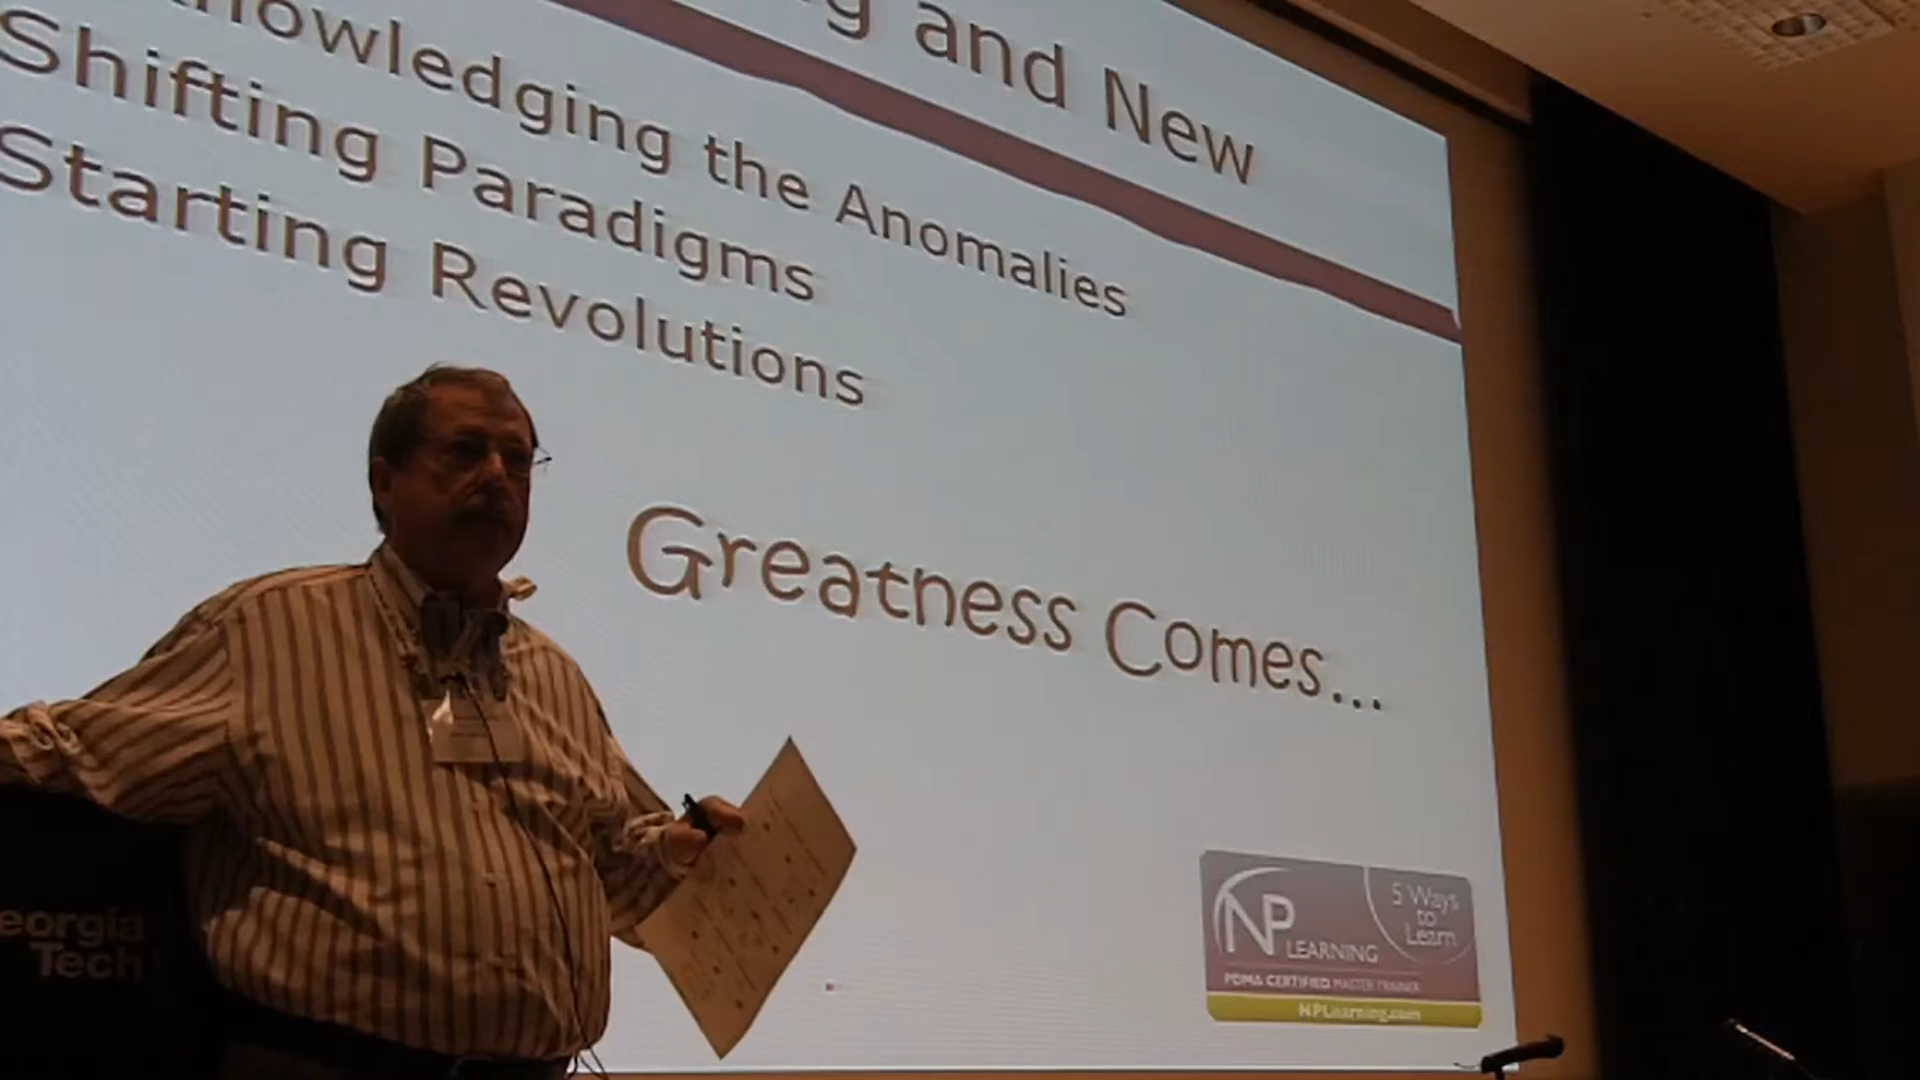 g and New
nowledging the Anomalies
Shifting Paradigms
Starting Revolutions
Greatness Comes...
NP LEARNING
5 Ways
to
Learn
PDMA CERTIFIED MASTER TRAINER
NPLearning.com
eorgia
Tech